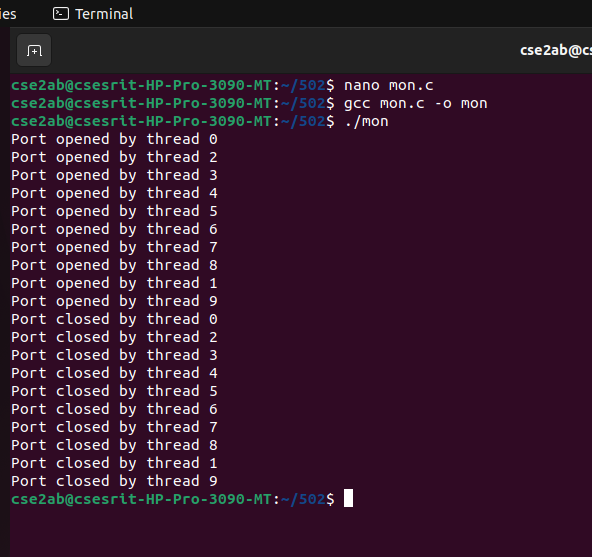 ies
Terminal
cse2ab@cs
cse2ab@csesrit-HP-Pro-3090-MT:~/502$ nano mon.c
cse2ab@csesrit-HP-Pro-3090-MT:~/502$ gcc mon.c -o mon
cse2ab@csesrit-HP-Pro-3090-MT:~/502$ ./mon
Port opened by thread 0
Port opened by thread 2
Port opened by thread 3
Port opened by thread 4
Port opened by thread 5
Port opened by thread 6
Port opened by thread 7
Port opened by thread 8
Port opened by thread 1
Port opened by thread 9
Port closed by thread 0
Port closed by thread 2
Port closed by thread 3
Port closed by thread 4
Port closed by thread 5
Port closed by thread 6
Port closed by thread 7
Port closed by thread 8
Port closed by thread 1
Port closed by thread 9
cse2ab@csesrit-HP-Pro-3090-MT:~/502$